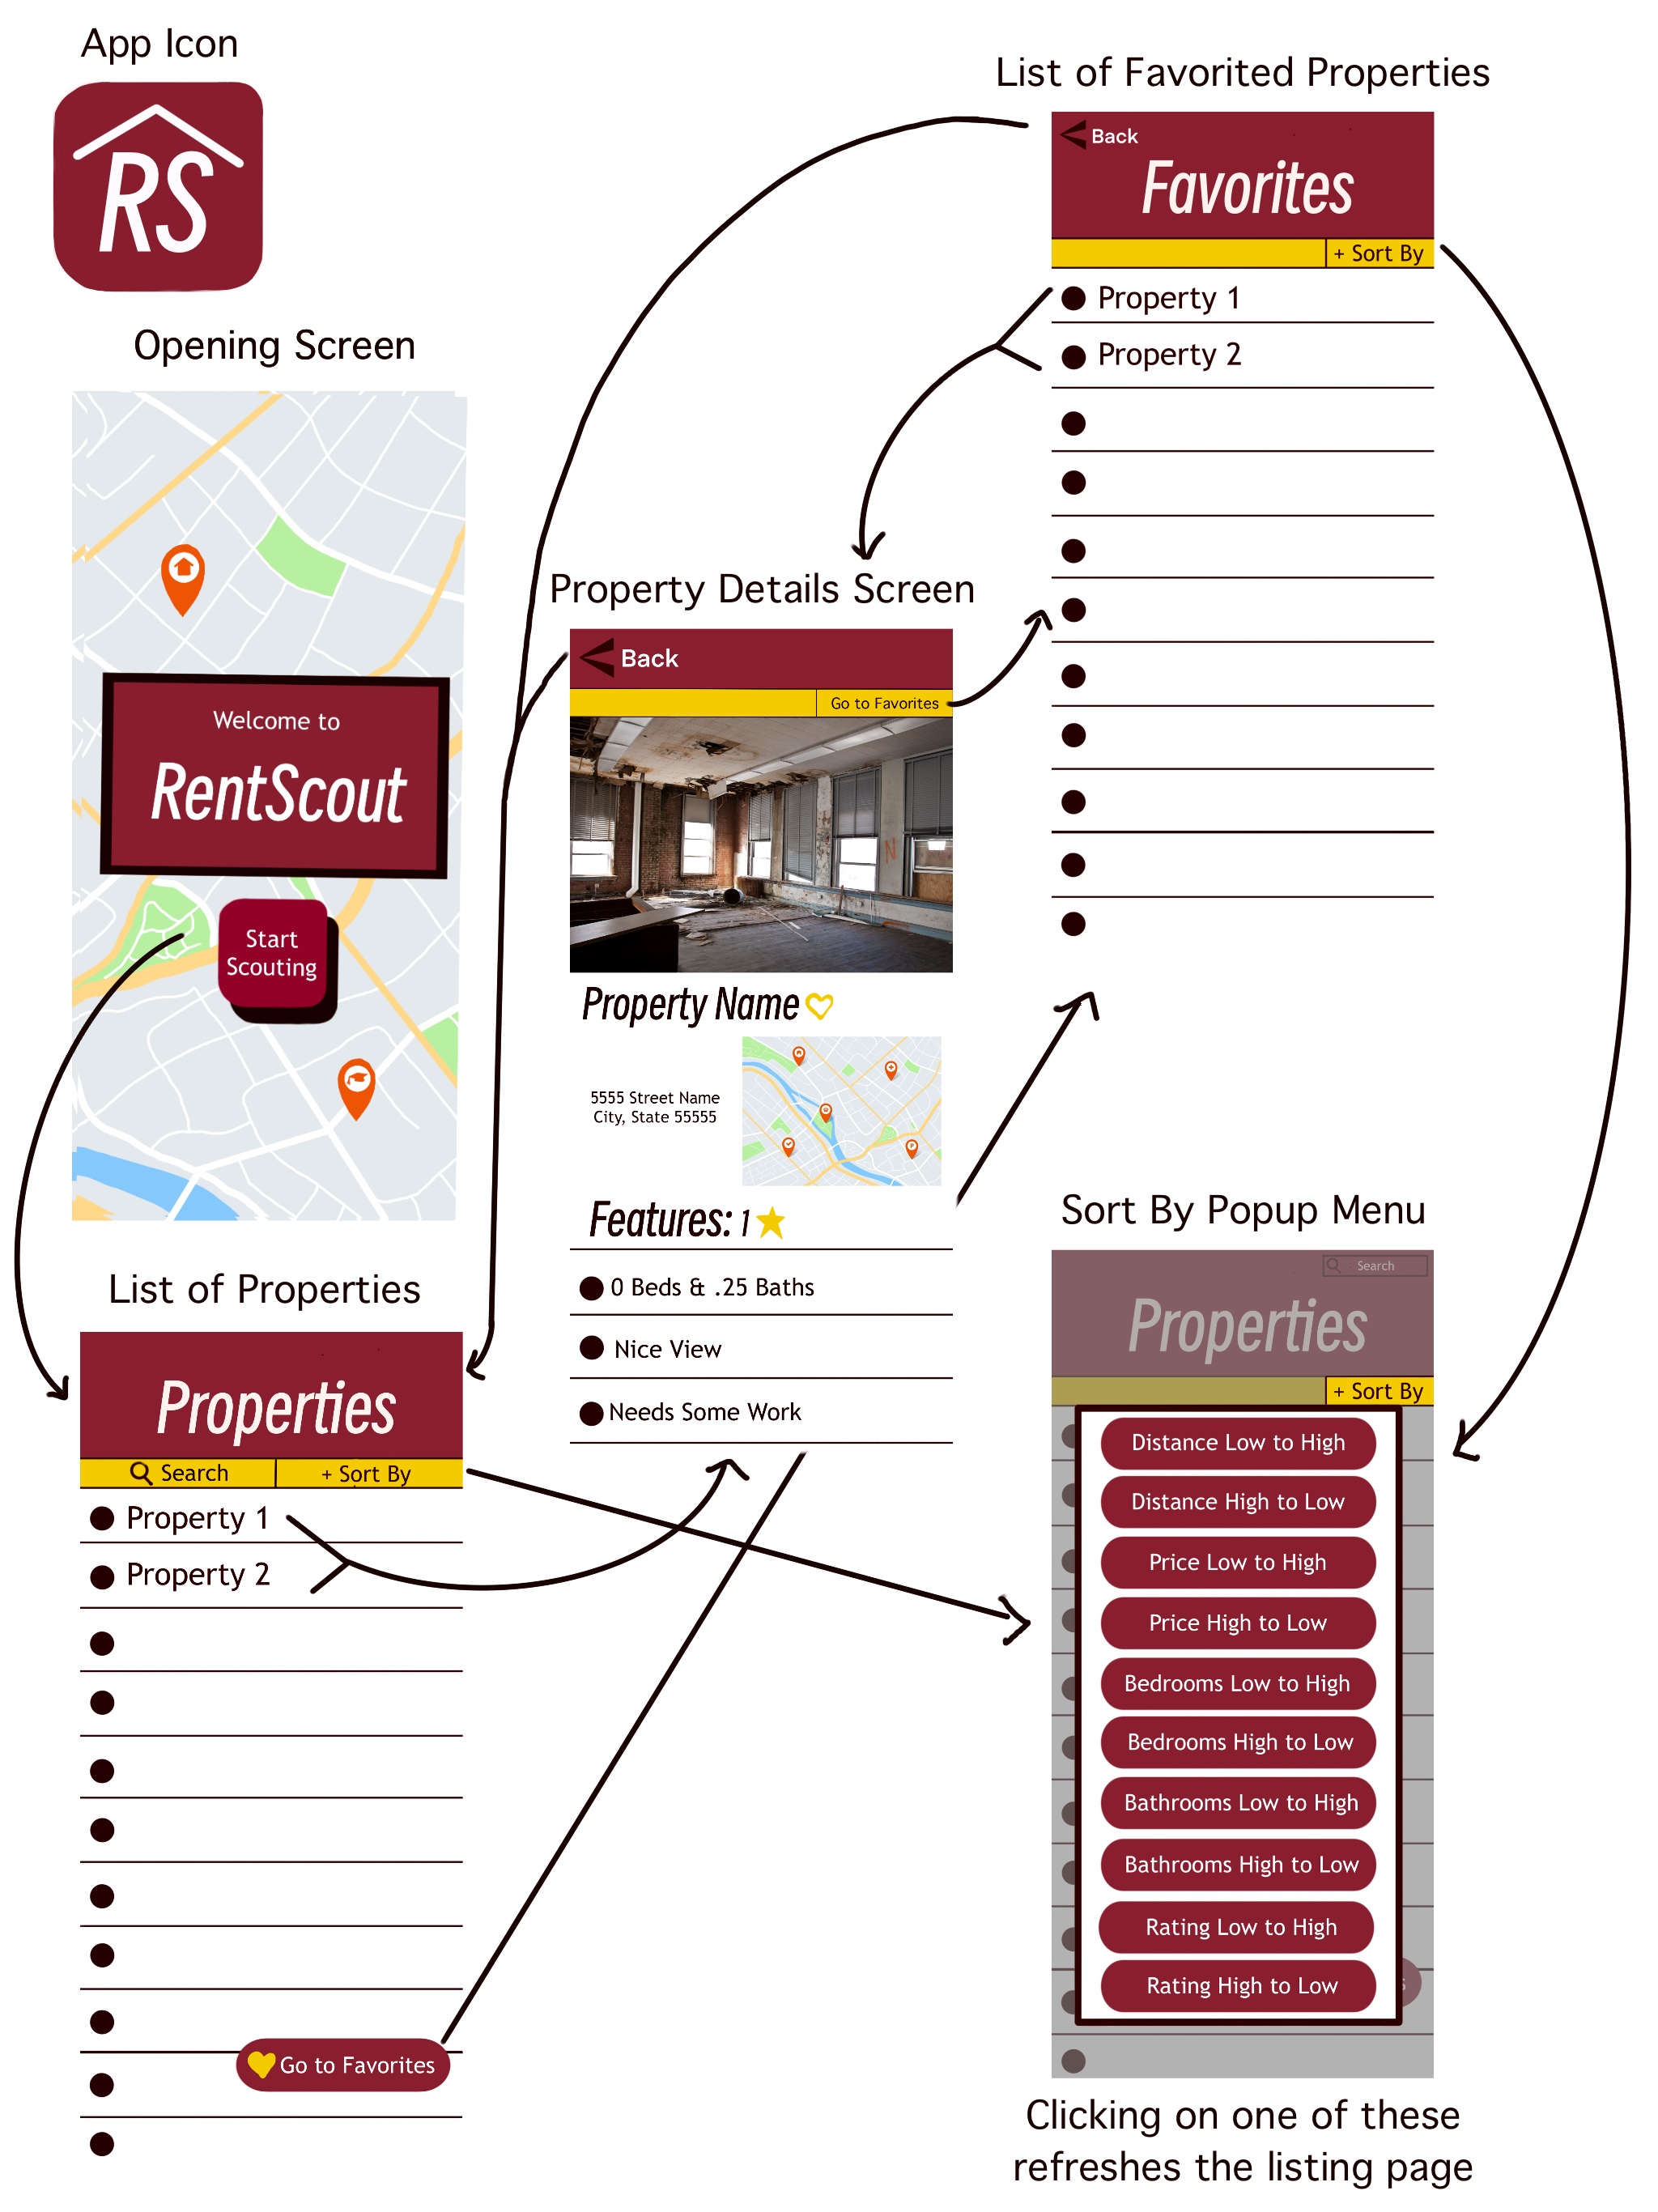 App Icon
RS
Opening Screen
Welcome to
RentScout
Start
Scouting
List of Properties
Properties
Search
+ Sort By
Property 1
Property 2
Go to Favorites
Property Details Screen
Back
Go to Favorites
Property Name
5555 Street Name
City, State 55555
Features: 1
0 Beds & .25 Baths
Nice View
Needs Some Work
List of Favorited Properties
Back
Favorites
+ Sort By
Property 1
Property 2
Sort By Popup Menu
Search
Properties
+ Sort By
Distance Low to High
Distance High to Low
Price Low to High
Price High to Low
Bedrooms Low to High
Bedrooms High to Low
Bathrooms Low to High
Bathrooms High to Low
Rating Low to High
Rating High to Low
s
Clicking on one of these
refreshes the listing page